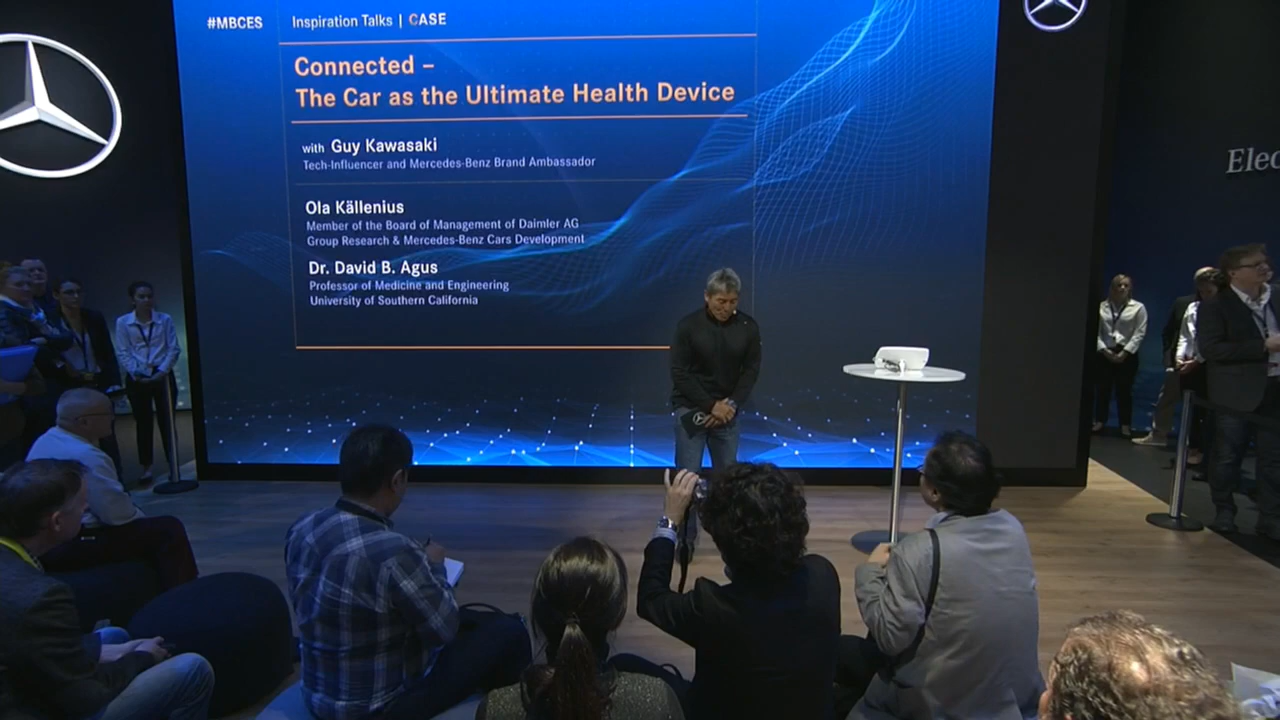 #MBCES
Inspiration Talks | CASE
Connected –
The Car as the Ultimate Health Device
with Guy Kawasaki
Tech-Influencer and Mercedes-Benz Brand Ambassador
Ola Källenius
Member of the Board of Management of Daimler AG
Group Research & Mercedes-Benz Cars Development
Dr. David B. Agus
Professor of Medicine and Engineering
University of Southern California